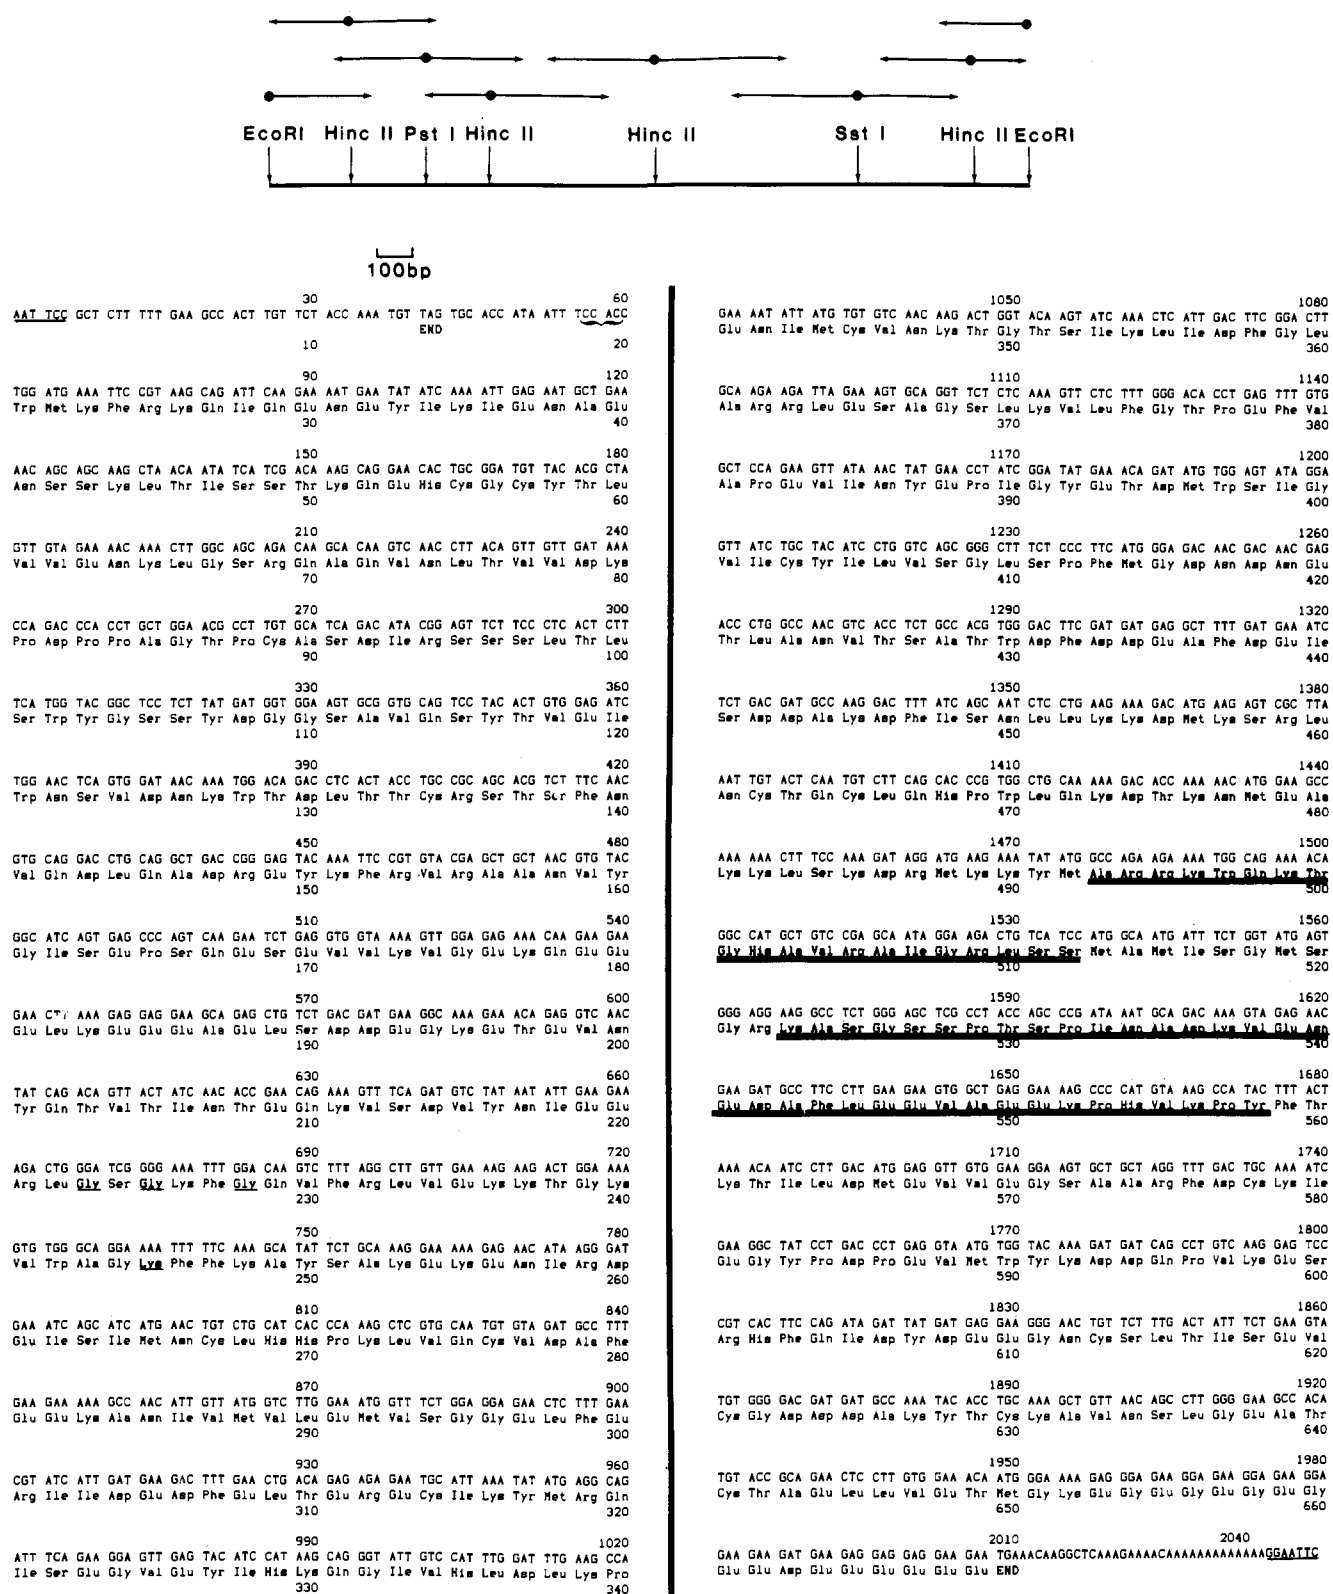 EcoRI Hinc II Pst I Hinc II Hinc II Sst I Hinc II EcoRI
100bp
30 60
AAT TCC GCT CTT TTT GAA GCC ACT TGT TCT ACC AAA TGT TAG TGC ACC ATA ATT TCC ACC
END
10 20
90 120
TGG ATG AAA TTC CGT AAG CAG ATT CAA GAA AAT GAA TAT ATC AAA ATT GAG AAT GCT GAA
Trp Met Lys Phe Arg Lys Gln Ile Gln Glu Asn Glu Tyr Ile Lys Ile Glu Asn Ala Glu
30 40
150 180
AAC AGC AGC AAG CTA ACA ATA TCA TCG ACA AAG CAG GAA CAC TGC GGA TGT TAC ACG CTA
Asn Ser Ser Lys Leu Thr Ile Ser Ser Thr Lys Gln Glu His Cys Gly Cys Tyr Thr Leu
50 60
210 240
GTT GTA GAA AAC AAA CTT GGC AGC AGA CAA GCA CAA GTC AAC CTT ACA GTT GTT GAT AAA
Val Val Glu Asn Lys Leu Gly Ser Arg Gln Ala Gln Val Asn Leu Thr Val Val Asp Lys
70 80
270 300
CCA GAC CCA CCT GCT GGA ACG CCT TGT GCA TCA GAC ATA CGG AGT TCT TCC CTC ACT CTT
Pro Asp Pro Pro Ala Gly Thr Pro Cys Ala Ser Asp Ile Arg Ser Ser Ser Leu Thr Leu
90 100
330 360
TCA TGG TAC GGC TCC TCT TAT GAT GGT GGA AGT GCG GTG CAG TCC TAC ACT GTG GAG ATC
Ser Trp Tyr Gly Ser Ser Tyr Asp Gly Gly Ser Ala Val Gln Ser Tyr Thr Val Glu Ile
110 120
390 420
TGG AAC TCA GTG GAT AAC AAA TGG ACA GAC CTC ACT ACC TGC CGC AGC ACG TCT TTC AAC
Trp Asn Ser Val Asp Asn Lys Trp Thr Asp Leu Thr Thr Cys Arg Ser Thr Ser Phe Asn
130 140
450 480
GTG CAG GAC CTG CAG GCT GAC CGG GAG TAC AAA TTC CGT GTA CGA GCT GCT AAC GTG TAC
Val Gln Asp Leu Gln Ala Asp Arg Glu Tyr Lys Phe Arg Val Arg Ala Ala Asn Val Tyr
150 160
510 540
GGC ATC AGT GAG CCC AGT CAA GAA TCT GAG GTG GTA AAA GTT GGA GAG AAA CAA GAA GAA
Gly Ile Ser Glu Pro Ser Gln Glu Ser Glu Val Val Lys Val Gly Glu Lys Gln Glu Glu
170 180
570 600
GAA AAA GAG GAG GAA GCA GAG CTG TCT GAC GAT GAA GGC AAA GAA ACA GAG GTC AAC
Glu Leu Lys Glu Glu Glu Ala Glu Leu Ser Asp Asp Glu Gly Lys Glu Thr Glu Val Asn
190 200
630 660
TAT CAG ACA GTT ACT ATC AAC ACC GAA CAG AAA GTT TCA GAT GTC TAT AAT ATT GAA GAA
Tyr Gln Thr Val Thr Ile Asn Thr Glu Gln Lys Val Ser Asp Val Tyr Asn Ile Glu Glu
210 220
690 720
AGA CTG GGA TCG GGG AAA TTT GGA CAA GTC TTT AGG CTT GTT GAA AAG AAG ACT GGA AAA
Arg Leu Gly Ser Gly Lys Phe Gly Gln Val Phe Arg Leu Val Glu Lys Lys Thr Gly Lys
230 240
750 780
GTG TGG GCA GGA AAA TTT TTC AAA GCA TAT TCT GCA AAG GAA AAA GAG AAC ATA AGG GAT
Val Trp Ala Gly Lys Phe Phe Lys Ala Tyr Ser Ala Lys Glu Lys Glu Asn Ile Arg Asp
250 260
810 840
GAA ATC AGC ATC ATG AAC TGT CTG CAT CAC CCA AAG CTC GTG CAA TGT GTA GAT GCC TTT
Glu Ile Ser Ile Met Asn Cys Leu His His Pro Lys Leu Val Gln Cys Val Asp Ala Phe
270 280
870 900
GAA GAA AAA GCC AAC ATT GTT ATG GTC TTG GAA ATG GTT TCT GGA GGA GAA CTC TTT GAA
Glu Glu Lys Ala Asn Ile Val Met Val Leu Glu Met Val Ser Gly Gly Glu Leu Phe Glu
290 300
930 960
CGT ATC ATT GAT GAA GAC TTT GAA CTG ACA GAG AGA GAA TGC ATT AAA TAT ATG AGG CAG
Arg Ile Ile Asp Glu Asp Phe Glu Leu Thr Glu Arg Glu Cys Ile Lys Tyr Met Arg Gln
310 320
990 1020
ATT TCA GAA GGA GTT GAG TAC ATC CAT AAG CAG GGT ATT GTC CAT TTG GAT TTG AAG CCA
Ile Ser Glu Gly Val Glu Tyr Ile His Lys Gln Gly Ile Val His Leu Asp Leu Lys Pro
330 340
1050 1080
GAA AAT ATT ATG TGT GTC AAC AAG ACT GGT ACA AGT ATC AAA CTC ATT GAC TTC GGA CTT
Glu Asn Ile Met Cys Val Asn Lys Thr Gly Thr Ser Ile Lys Leu Ile Asp Phe Gly Leu
350 360
1110 1140
GCA AGA AGA TTA GAA AGT GCA GGT TCT CTC AAA GTT CTC TTT GGG ACA CCT GAG TTT GTG
Ala Arg Arg Leu Glu Ser Ala Gly Ser Leu Lys Val Leu Phe Gly Thr Pro Glu Phe Val
370 380
1170 1200
GCT CCA GAA GTT ATA AAC TAT GAA CCT ATC GGA TAT GAA ACA GAT ATG TGG AGT ATA GGA
Ala Pro Glu Val Ile Asn Tyr Glu Pro Ile Gly Tyr Glu Thr Asp Met Trp Ser Ile Gly
390 400
1230 1260
GTT ATC TGC TAC ATC CTG GTC AGC GGG CTT TCT CCC TTC ATG GGA GAC AAC GAC AAC GAG
Val Ile Cys Tyr Ile Leu Val Ser Gly Leu Ser Pro Phe Met Gly Asp Asn Asp Asn Glu
410 420
1290 1320
ACC CTG GCC AAC GTC ACC TCT GCC ACG TGG GAC TTC GAT GAT GAG GCT TTT GAT GAA ATC
Thr Leu Ala Asn Val Thr Ser Ala Thr Trp Asp Phe Asp Asp Glu Ala Phe Asp Glu Ile
430 440
1350 1380
TCT GAC GAT GCC AAG GAC TTT ATC AGC AAT CTC CTG AAG AAA GAC ATG AAG AGT CGC TTA
Ser Asp Asp Ala Lys Asp Phe Ile Ser Asn Leu Leu Lys Lys Asp Met Lys Ser Arg Leu
450 460
1410 1440
AAT TGT ACT CAA TGT CTT CAG CAC CCG TGG CTG CAA AAA GAC ACC AAA AAC ATG GAA GCC
Asn Cys Thr Gln Cys Leu Gln His Pro Trp Leu Gln Lys Asp Thr Lys Asn Met Glu Ala
470 480
1470 1500
AAA AAA CTT TCC AAA GAT AGG ATG AAG AAA TAT ATG GCC AGA AGA AAA TGG CAG AAA ACA
Lys Lys Leu Ser Lys Asp Arg Met Lys Lys Tyr Met Ala Arg Arg Lys Trp Gln Lys Thr
490 500
1530 1560
GGC CAT GCT GTC CGA GCA ATA GGA AGA CTG TCA TCC ATG GCA ATG ATT TCT GGT ATG AGT
Gly His Ala Val Arg Ala Ile Gly Arg Leu Ser Ser Met Ala Met Ile Ser Gly Met Ser
510 520
1590 1620
GGG AGG AAG GCC TCT GGG AGC TCG CCT ACC AGC CCG ATA AAT GCA GAC AAA GTA GAG AAC
Gly Arg Lys Ala Ser Gly Ser Ser Pro Thr Ser Pro Ile Asn Ala Asp Lys Val Glu Asn
530 540
1650 1680
GAA GAT GCC TTC CTT GAA GAA GTG GCT GAG GAA AAG CCC CAT GTA AAG CCA TAC TTT ACT
Glu Asp Ala Phe Leu Glu Glu Val Ala Glu Glu Lys Pro His Val Lys Pro Tyr Phe Thr
550 560
1710 1740
AAA ACA ATC CTT GAC ATG GAG GTT GTG GAA GGA AGT GCT GCT AGG TTT GAC TGC AAA ATC
Lys Thr Ile Leu Asp Met Glu Val Val Glu Gly Ser Ala Ala Arg Phe Asp Cys Lys Ile
570 580
1770 1800
GAA GGC TAT CCT GAC CCT GAG GTA ATG TGG TAC AAA GAT GAT CAG CCT GTC AAG GAG TCC
Glu Gly Tyr Pro Asp Pro Glu Val Met Trp Tyr Lys Asp Asp Gln Pro Val Lys Glu Ser
590 600
1830 1860
CGT CAC TTC CAG ATA GAT TAT GAT GAG GAA GGG AAC TGT TCT TTG ACT ATT TCT GAA GTA
Arg His Phe Gln Ile Asp Tyr Asp Glu Glu Gly Asn Cys Ser Leu Thr Ile Ser Glu Val
610 620
1890 1920
TGT GGG GAC GAT GAT GCC AAA TAC ACC TGC AAA GCT GTT AAC AGC CTT GGG GAA GCC ACA
Cys Gly Asp Asp Asp Ala Lys Tyr Thr Cys Lys Ala Val Asn Ser Leu Gly Glu Ala Thr
630 640
1950 1980
TGT ACC GCA GAA CTC CTT GTG GAA ACA ATG GGA AAA GAG GGA GAA GGA GAA GGA GAA GGA
Cys Thr Ala Glu Leu Leu Val Glu Thr Met Gly Lys Glu Gly Glu Gly Glu Gly Glu Gly
650 660
2010 2040
GAA GAA GAT GAA GAG GAG GAG GAA GAA TGAAACAAGGCTCAAAGAAAACAAAAAAAAAAAAAGGAATTC
Glu Glu Asp Glu Glu Glu Glu Glu Glu END